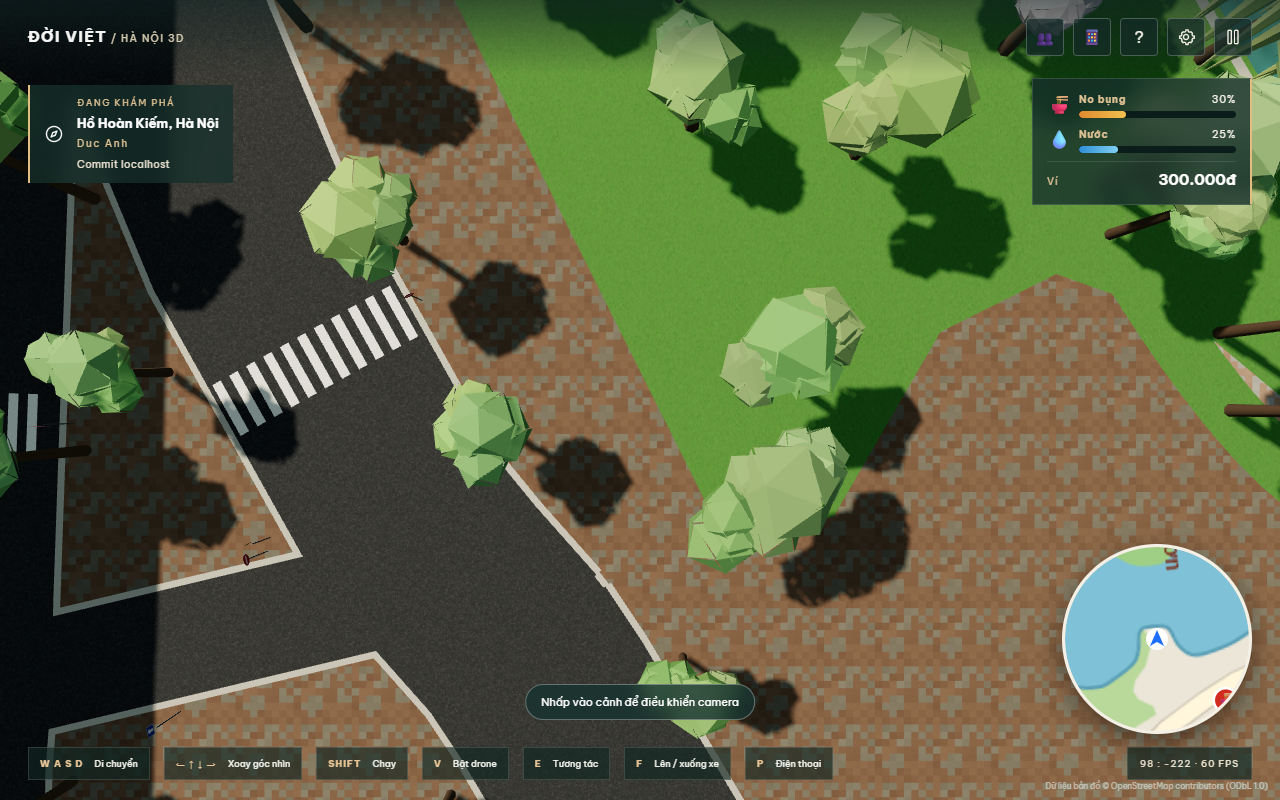 ĐỜI VIỆT / HÀ NỘI 3D
?
ĐANG KHÁM PHÁ
Hồ Hoàn Kiếm, Hà Nội
Duc Anh
Commit localhost
No bụng 30%
Nước 25%
Ví 300.000đ
Nhấp vào cảnh để điều khiển camera
W A S D Di chuyển
←↑↓→ Xoay góc nhìn
SHIFT Chạy
V Bật drone
E Tương tác
F Lên / xuống xe
P Điện thoại
98 : -222 · 60 FPS
Dữ liệu bản đồ © OpenStreetMap contributors (ODbL 1.0)